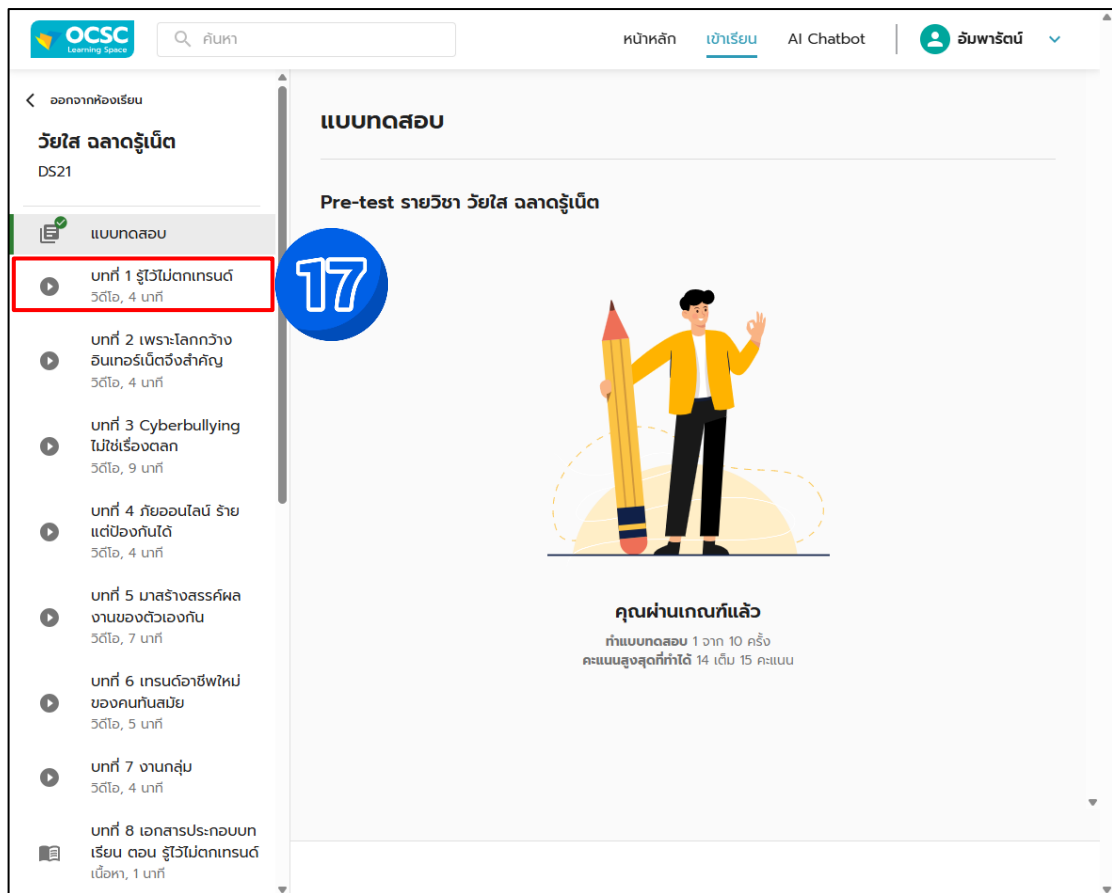 OCSC
Learning Space
ค้นหา
หน้าหลัก
เข้าเรียน
AI Chatbot
อัมพารัตน์
ออกจากห้องเรียน
วัยใส ฉลาดรู้เน็ต
DS21
แบบทดสอบ
บทที่ 1 รู้ไว้ไม่ตกเทรนด์
วิดีโอ, 4 นาที
17
บทที่ 2 เพราะโลกกว้าง
อินเทอร์เน็ตจึงสำคัญ
วิดีโอ, 4 นาที
บทที่ 3 Cyberbullying
ไม่ใช่เรื่องตลก
วิดีโอ, 9 นาที
บทที่ 4 ภัยออนไลน์ ร้าย
แต่ป้องกันได้
วิดีโอ, 4 นาที
บทที่ 5 มาสร้างสรรค์ผล
งานของตัวเองกัน
วิดีโอ, 7 นาที
บทที่ 6 เทรนด์อาชีพใหม่
ของคนทันสมัย
วิดีโอ, 5 นาที
บทที่ 7 งานกลุ่ม
วิดีโอ, 4 นาที
บทที่ 8 เอกสารประกอบบท
เรียน ตอน รู้ไว้ไม่ตกเทรนด์
เนื้อหา, 1 นาที
แบบทดสอบ
Pre-test รายวิชา วัยใส ฉลาดรู้เน็ต
คุณผ่านเกณฑ์แล้ว
ทำแบบทดสอบ 1 จาก 10 ครั้ง
คะแนนสูงสุดที่ทำได้ 14 เต็ม 15 คะแนน